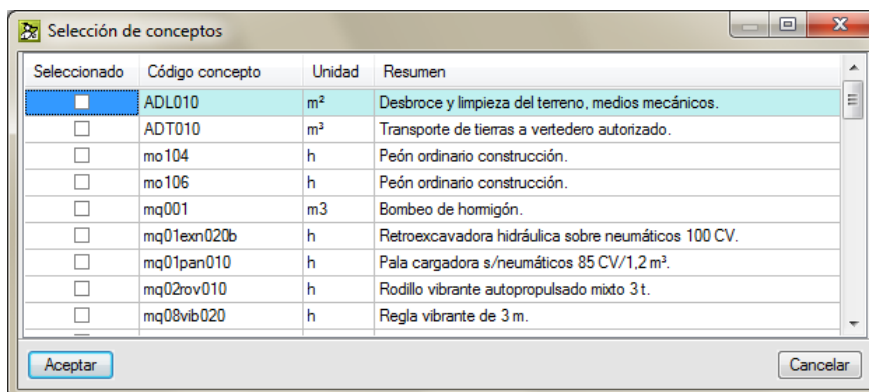 Selección de conceptos
Seleccionado Código concepto Unidad Resumen
ADL010 m² Desbroce y limpieza del terreno, medios mecánicos.
ADT010 m³ Transporte de tierras a vertedero autorizado.
mo104 h Peón ordinario construcción.
mo106 h Peón ordinario construcción.
mq001 m3 Bombeo de hormigón.
mq01exn020b h Retroexcavadora hidráulica sobre neumáticos 100 CV.
mq01pan010 h Pala cargadora s/neumáticos 85 CV/1,2 m³.
mq02rov010 h Rodillo vibrante autopropulsado mixto 3 t.
mq08vib020 h Regla vibrante de 3 m.
Aceptar Cancelar